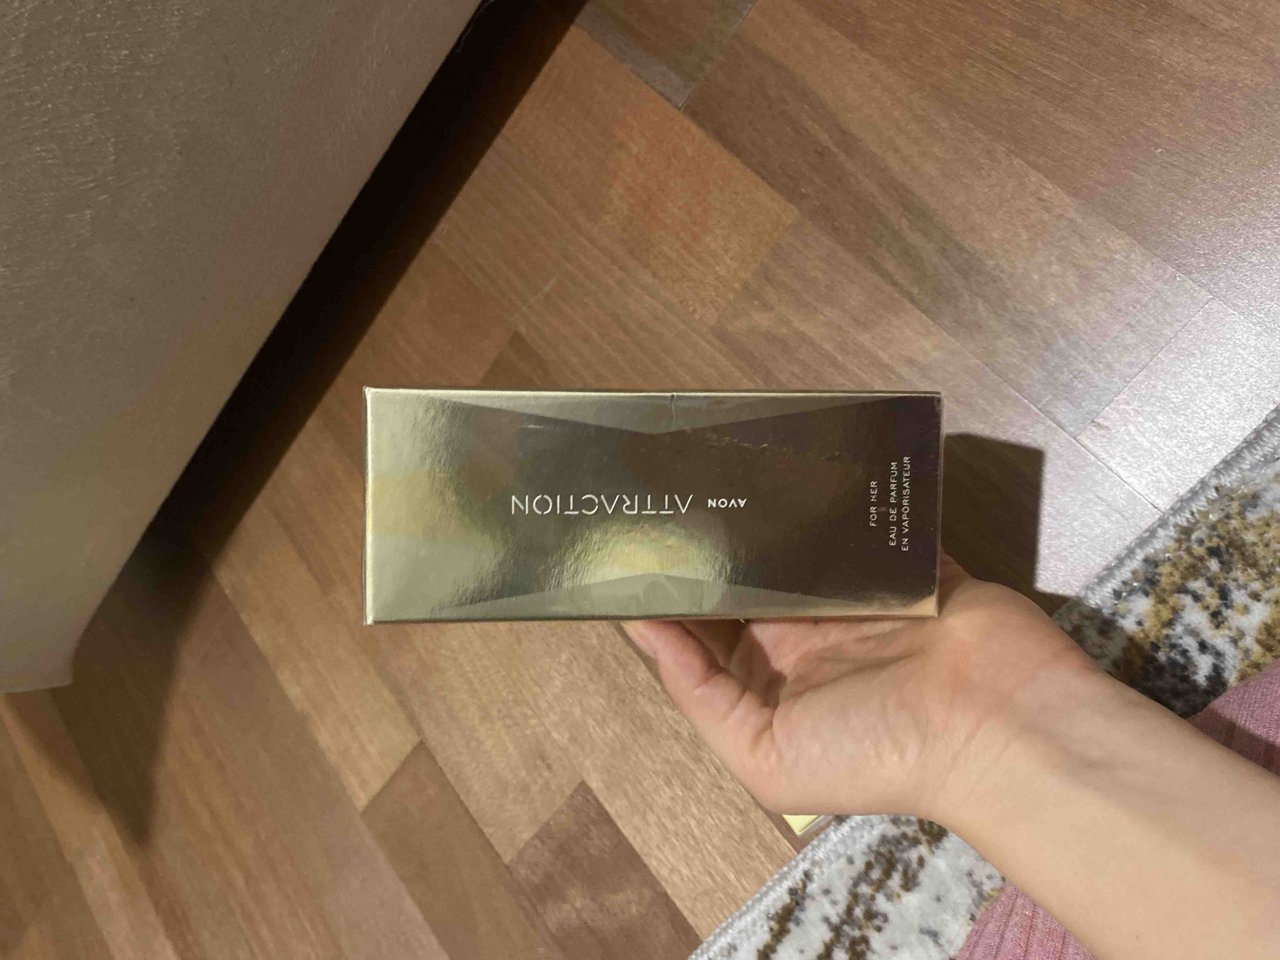 AVON ATTRACTION
FOR HER
EAU DE PARFUM
EN VAPORISATEUR